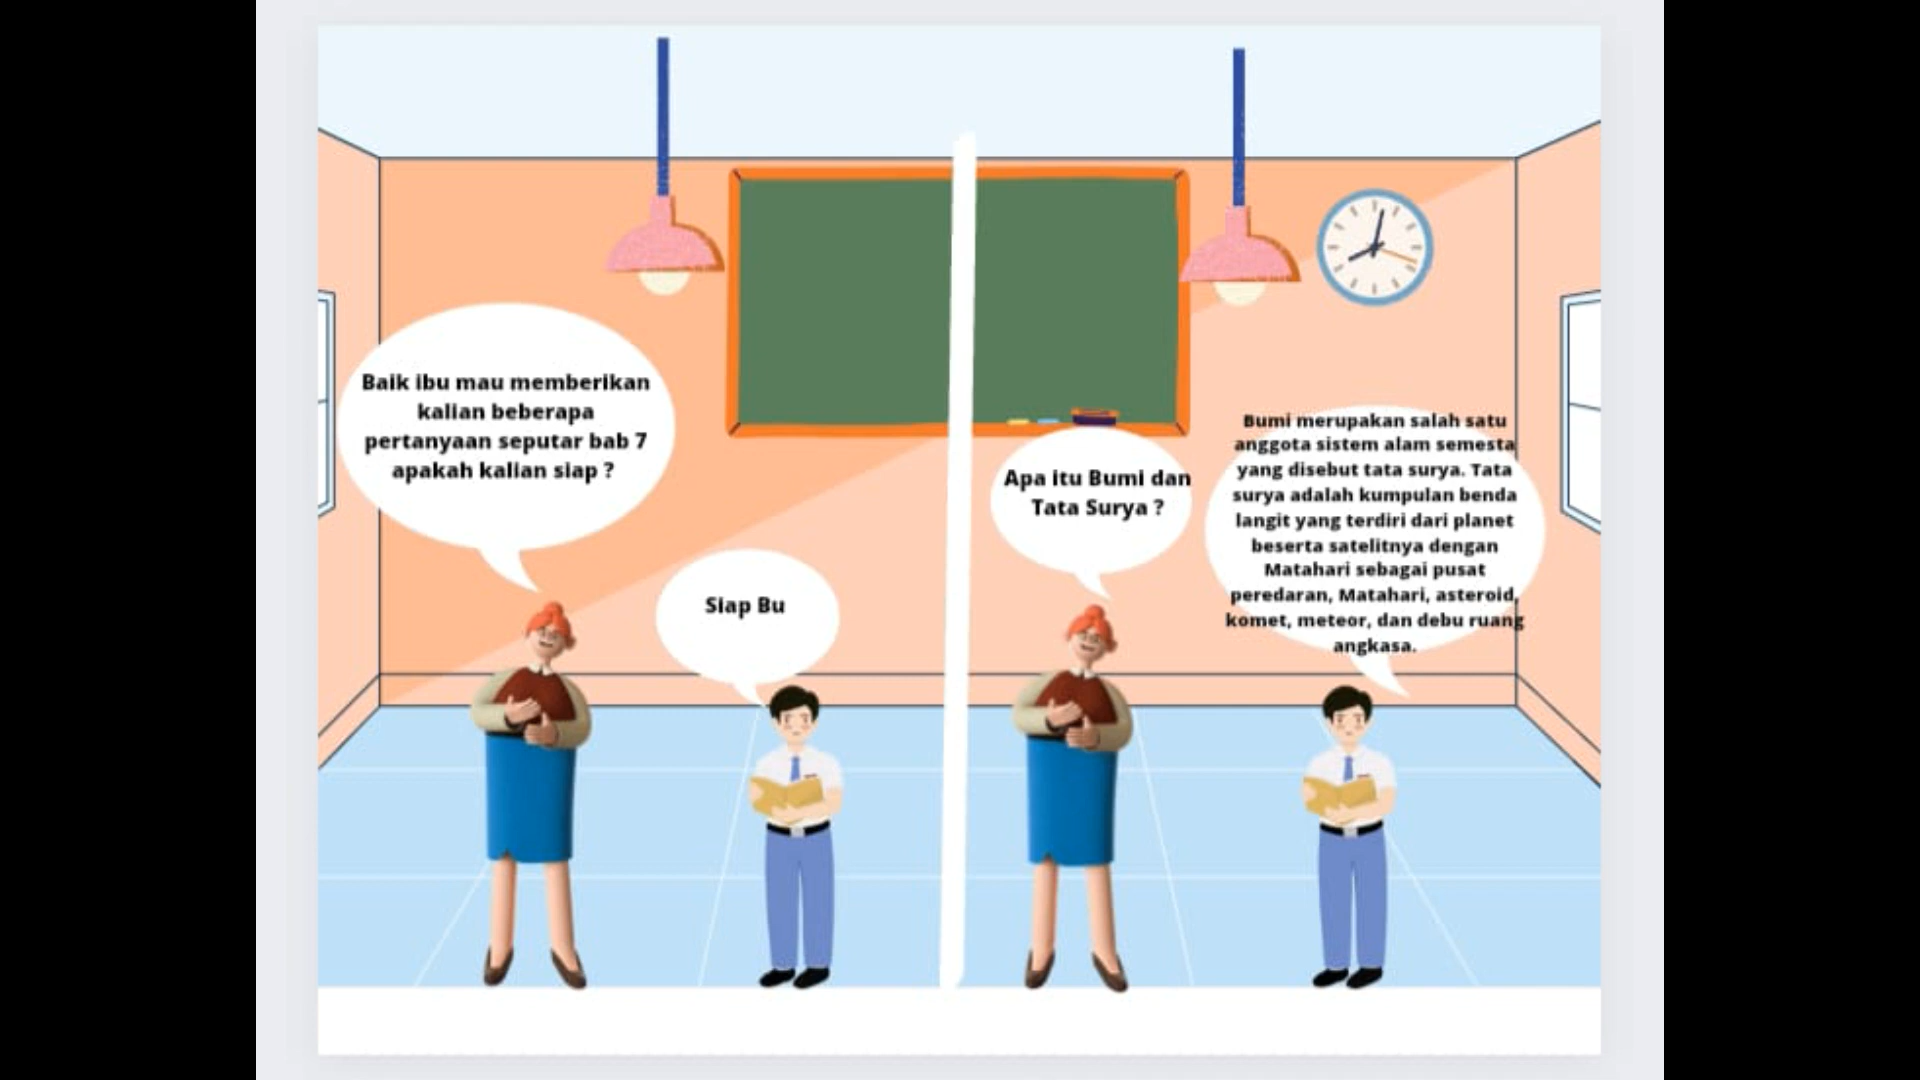 Baik ibu mau memberikan
kalian beberapa
pertanyaan seputar bab 7
apakah kalian siap ?
Siap Bu
Apa itu Bumi dan
Tata Surya ?
Bumi merupakan salah satu
anggota sistem alam semesta
yang disebut tata surya. Tata
surya adalah kumpulan benda
langit yang terdiri dari planet
beserta satelitnya dengan
Matahari sebagai pusat
peredaran, Matahari, asteroid,
komet, meteor, dan debu ruang
angkasa.